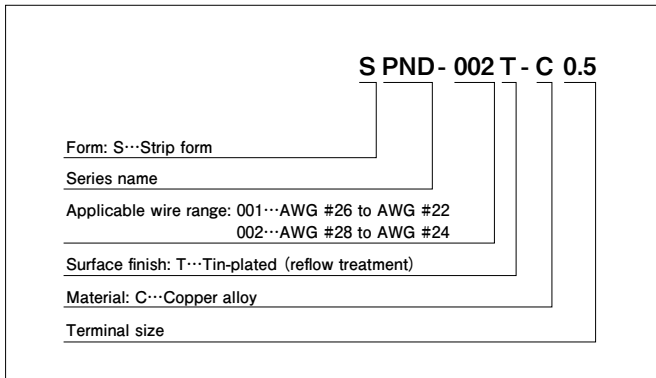 S PND - 002 T - C 0.5
Form: S…Strip form
Series name
Applicable wire range: 001…AWG #26 to AWG #22
002…AWG #28 to AWG #24
Surface finish: T…Tin-plated (reflow treatment)
Material: C…Copper alloy
Terminal size